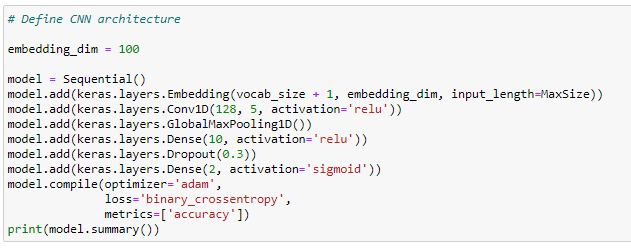 # Define CNN architecture
embedding_dim = 100
model = Sequential()
model.add(keras.layers.Embedding(vocab_size + 1, embedding_dim, input_length=MaxSize))
model.add(keras.layers.Conv1D(128, 5, activation='relu'))
model.add(keras.layers.GlobalMaxPooling1D())
model.add(keras.layers.Dense(10, activation='relu'))
model.add(keras.layers.Dropout(0.3))
model.add(keras.layers.Dense(2, activation='sigmoid'))
model.compile(optimizer='adam',
              loss='binary_crossentropy',
              metrics=['accuracy'])
print(model.summary())